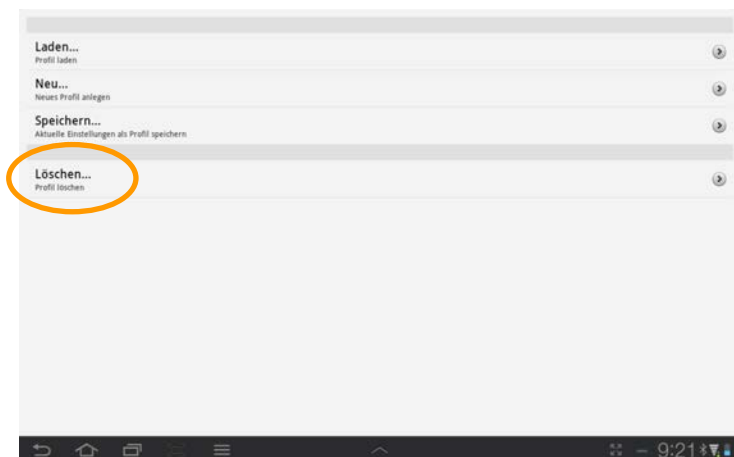 Laden...
Profil laden
Neu...
Neues Profil anlegen
Speichern...
Aktuelle Einstellungen als Profil speichern
Löschen...
Profil löschen
9:21